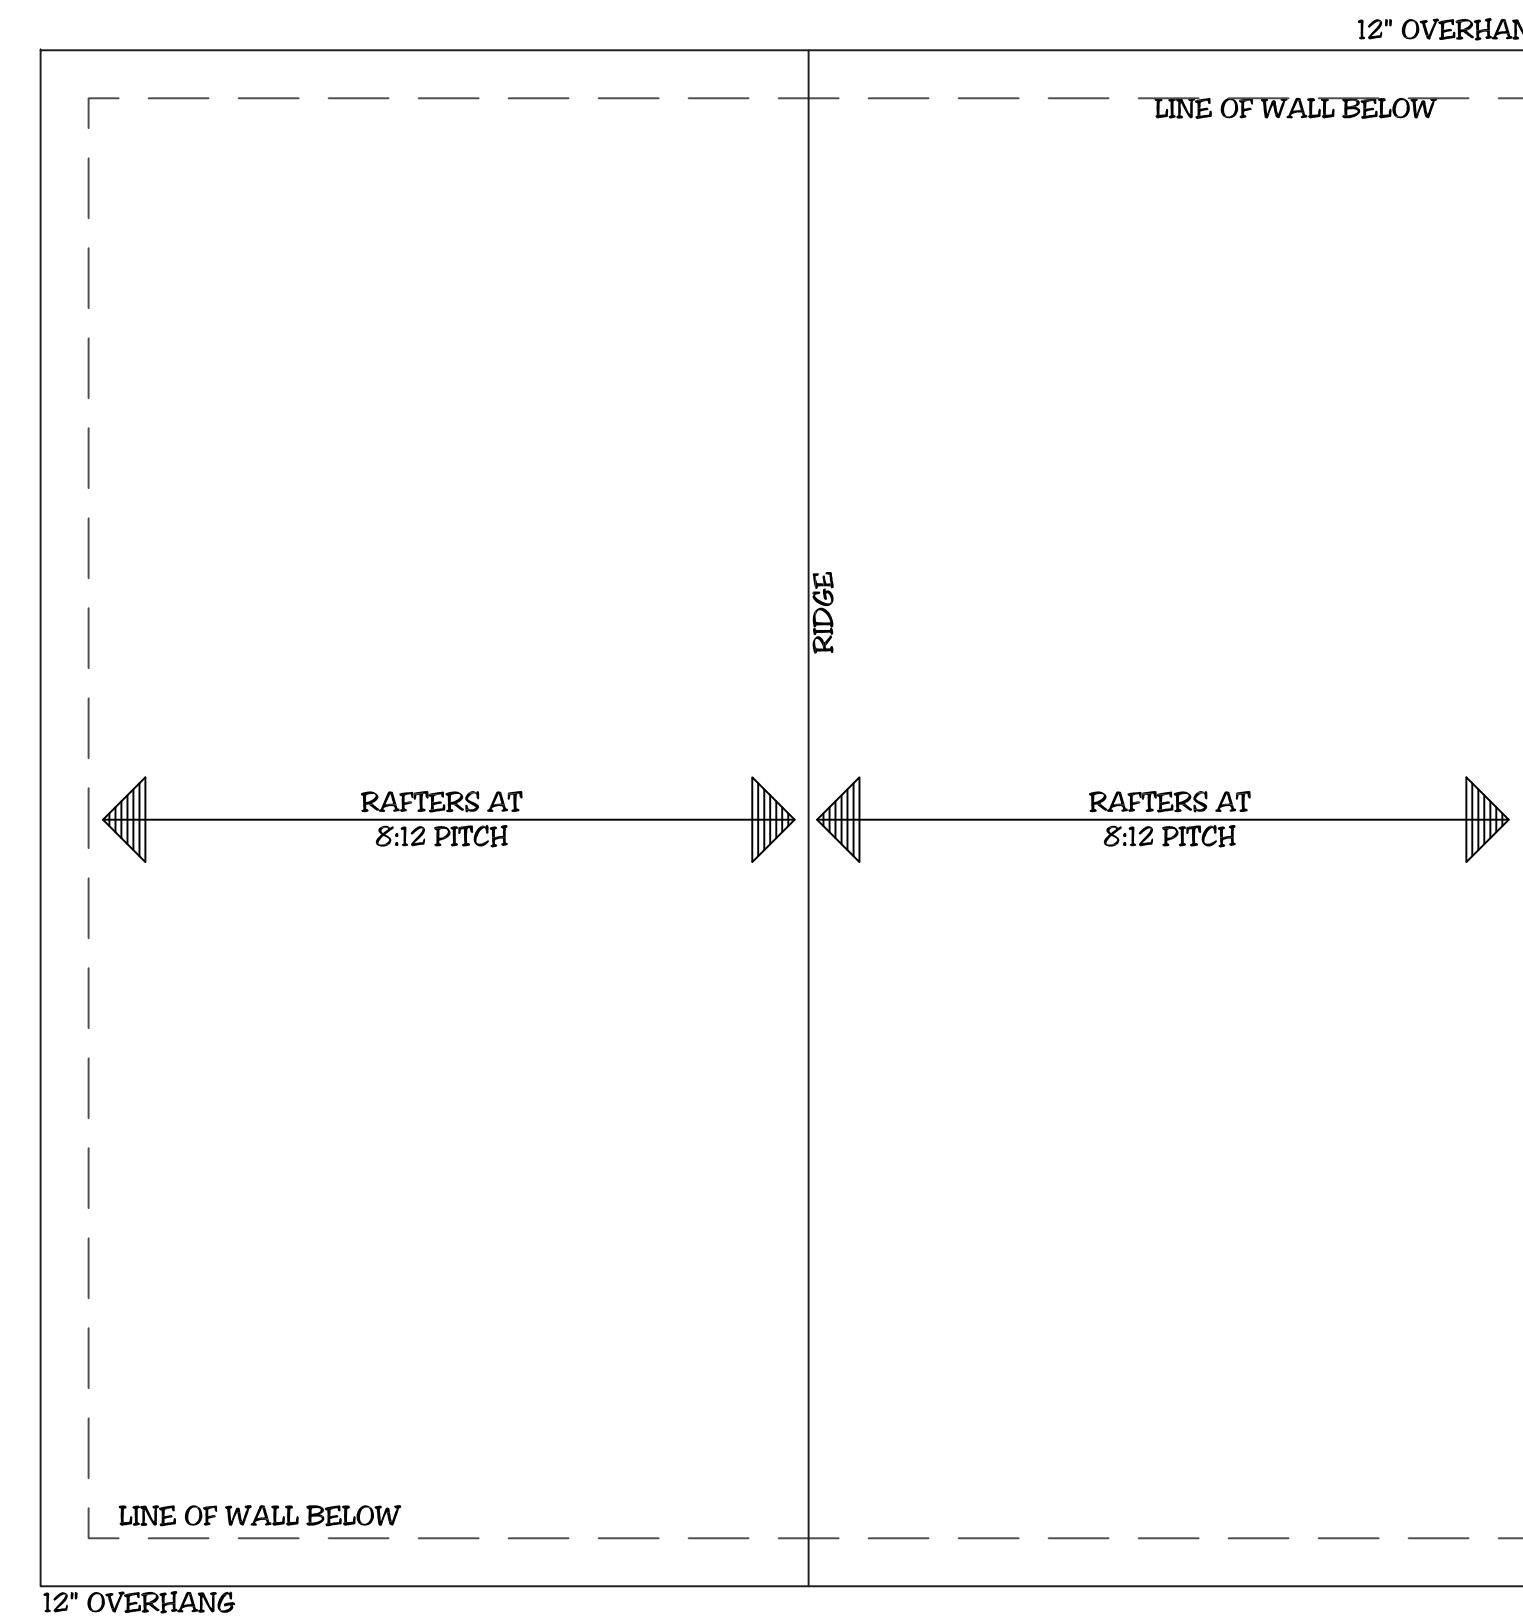 12" OVERHAN
LINE OF WALL BELOW
RIDGE
RAFTERS AT
8:12 PITCH
RAFTERS AT
8:12 PITCH
LINE OF WALL BELOW
12" OVERHANG